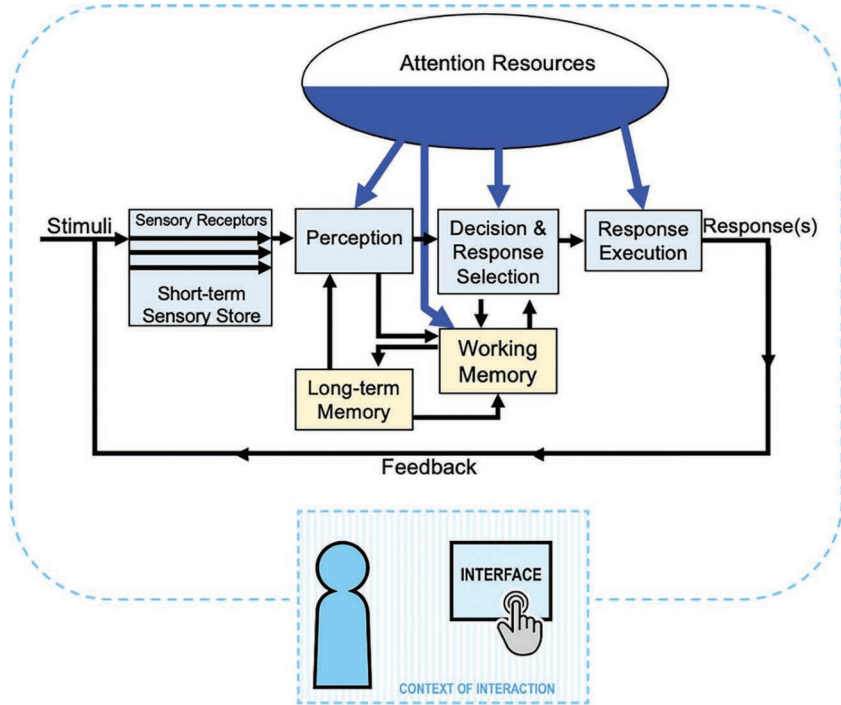 Attention Resources
Stimuli
Sensory Receptors
Short-term
Sensory Store
Perception
Decision &
Response
Selection
Response
Execution
Response(s)
Working
Memory
Long-term
Memory
Feedback
INTERFACE
CONTEXT OF INTERACTION